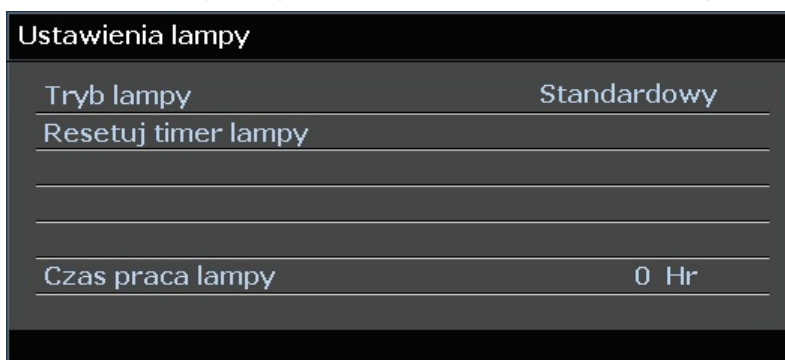 Ustawienia lampy
Tryb lampy Standardowy
Resetuj timer lampy
Czas praca lampy 0 Hr